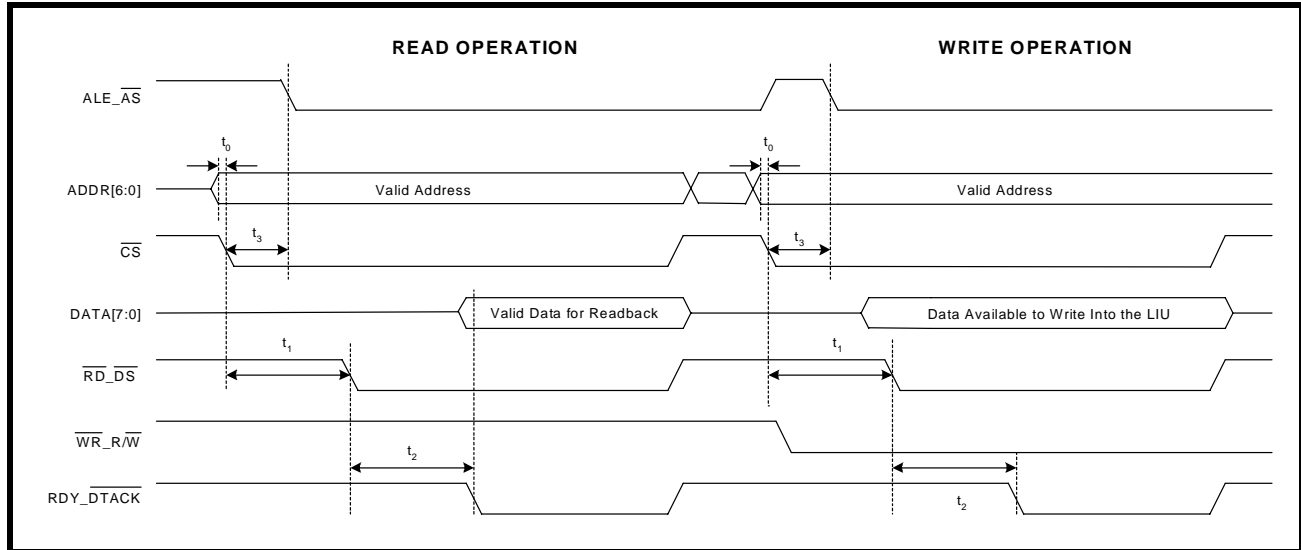 READ OPERATION WRITE OPERATION
ALE_AS
t0 t0
ADDR[6:0] Valid Address Valid Address
t3 t3
CS
DATA[7:0] Valid Data for Readback Data Available to Write Into the LIU
t1 t1
RD_DS
WR_R/W
t2
RDY_DTACK
t2